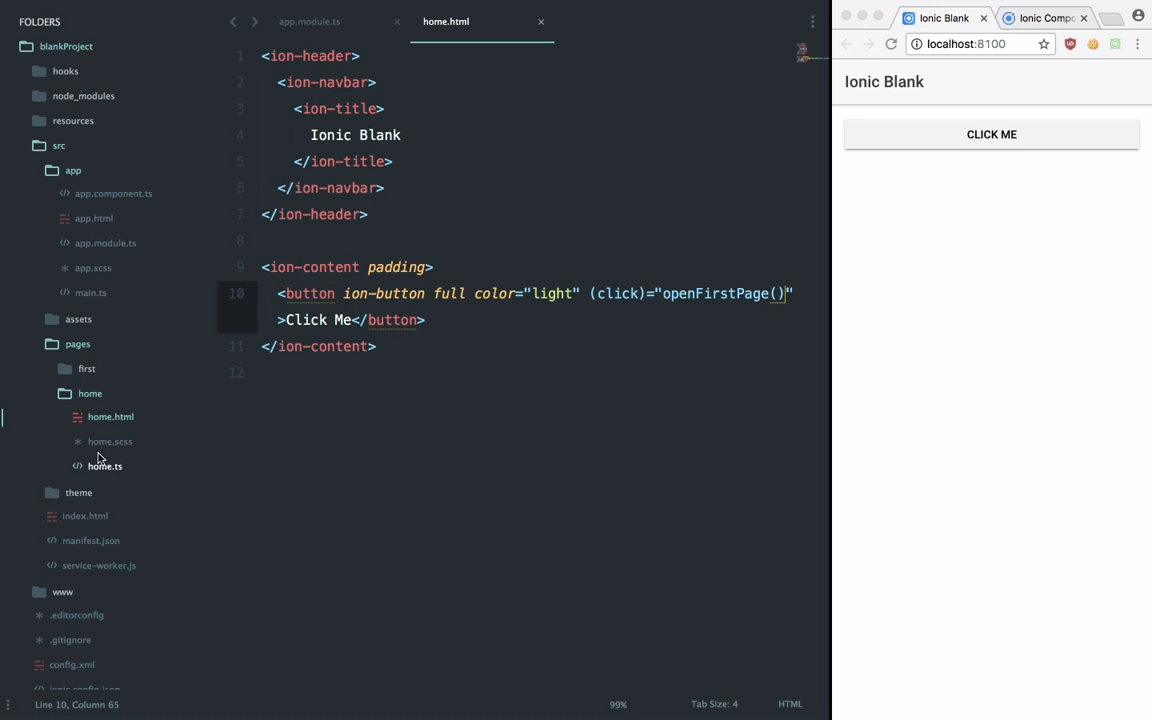 FOLDERS
blankProject
hooks
node_modules
resources
src
app
app.component.ts
app.html
app.module.ts
app.scss
main.ts
assets
pages
first
home
home.html
home.scss
home.ts
theme
index.html
manifest.json
service-worker.js
www
.editorconfig
.gitignore
config.xml
ionic.config.json
app.module.ts
home.html
1 <ion-header>
2 <ion-navbar>
3 <ion-title>
4 Ionic Blank
5 </ion-title>
6 </ion-navbar>
7 </ion-header>
8
9 <ion-content padding>
10 <button ion-button full color="light" (click)="openFirstPage()"
>Click Me</button>
11 </ion-content>
12
Line 10, Column 65
99%
Tab Size: 4
HTML
Ionic Blank
Ionic Compo
localhost:8100
Ionic Blank
CLICK ME